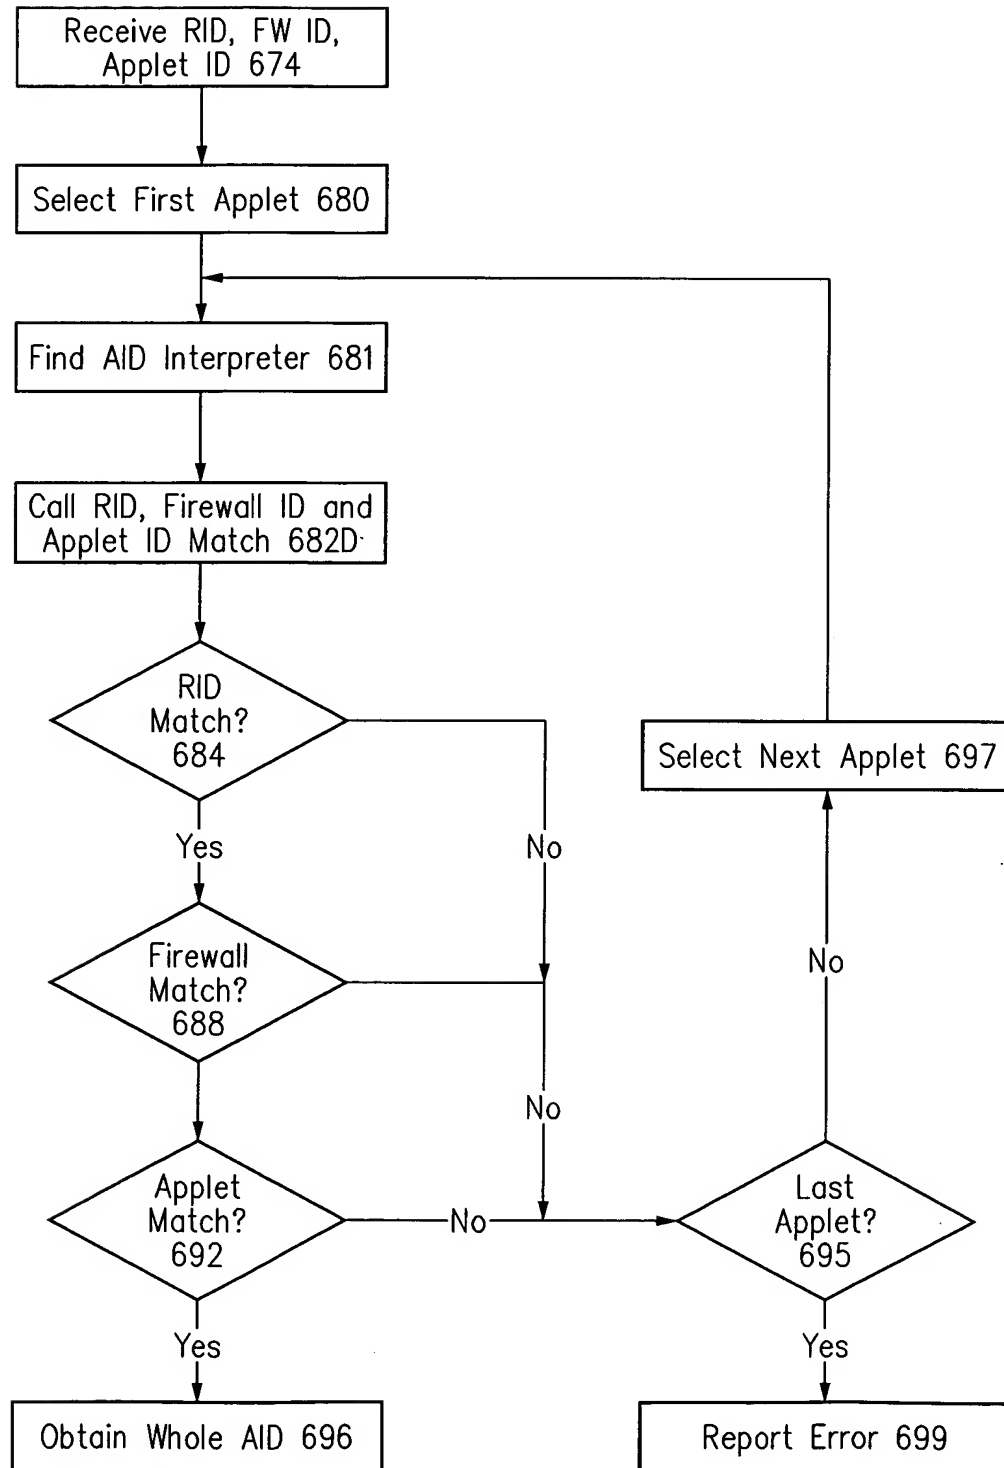 Receive RID, FW ID,
Applet ID 674
Select First Applet 680
Find AID Interpreter 681
Call RID, Firewall ID and
Applet ID Match 682D
RID
Match?
684
Yes
No
Firewall
Match?
688
No
Applet
Match?
692
No
Yes
Obtain Whole AID 696
Select Next Applet 697
No
Last
Applet?
695
Yes
Report Error 699